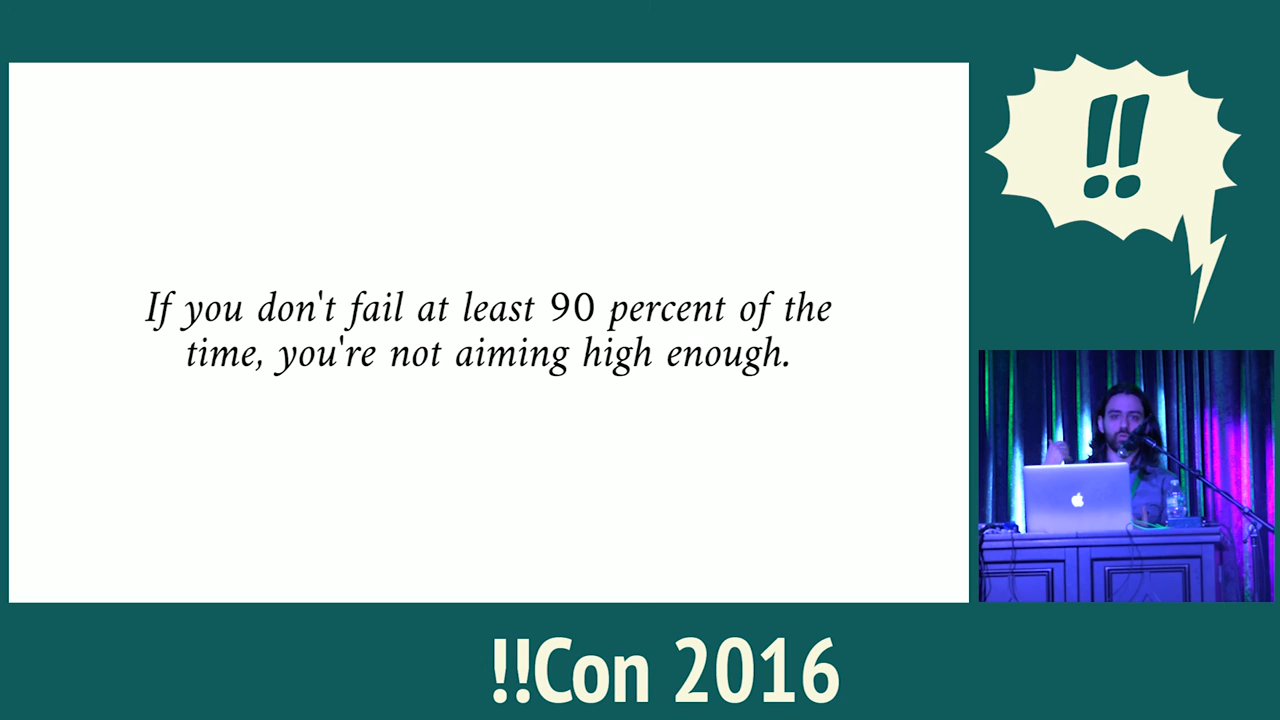 If you don't fail at least 90 percent of the
time, you're not aiming high enough.
!!
!!Con 2016